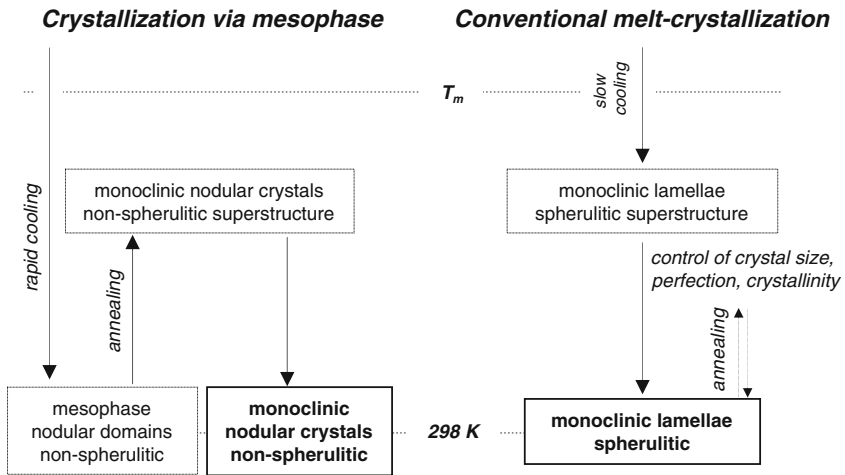 Crystallization via mesophase
Conventional melt-crystallization
slow
cooling
Tm
rapid cooling
monoclinic nodular crystals
non-spherulitic superstructure
monoclinic lamellae
spherulitic superstructure
annealing
control of crystal size,
perfection, crystallinity
annealing
mesophase
nodular domains
non-spherulitic
monoclinic
nodular crystals
non-spherulitic
298 K
monoclinic lamellae
spherulitic